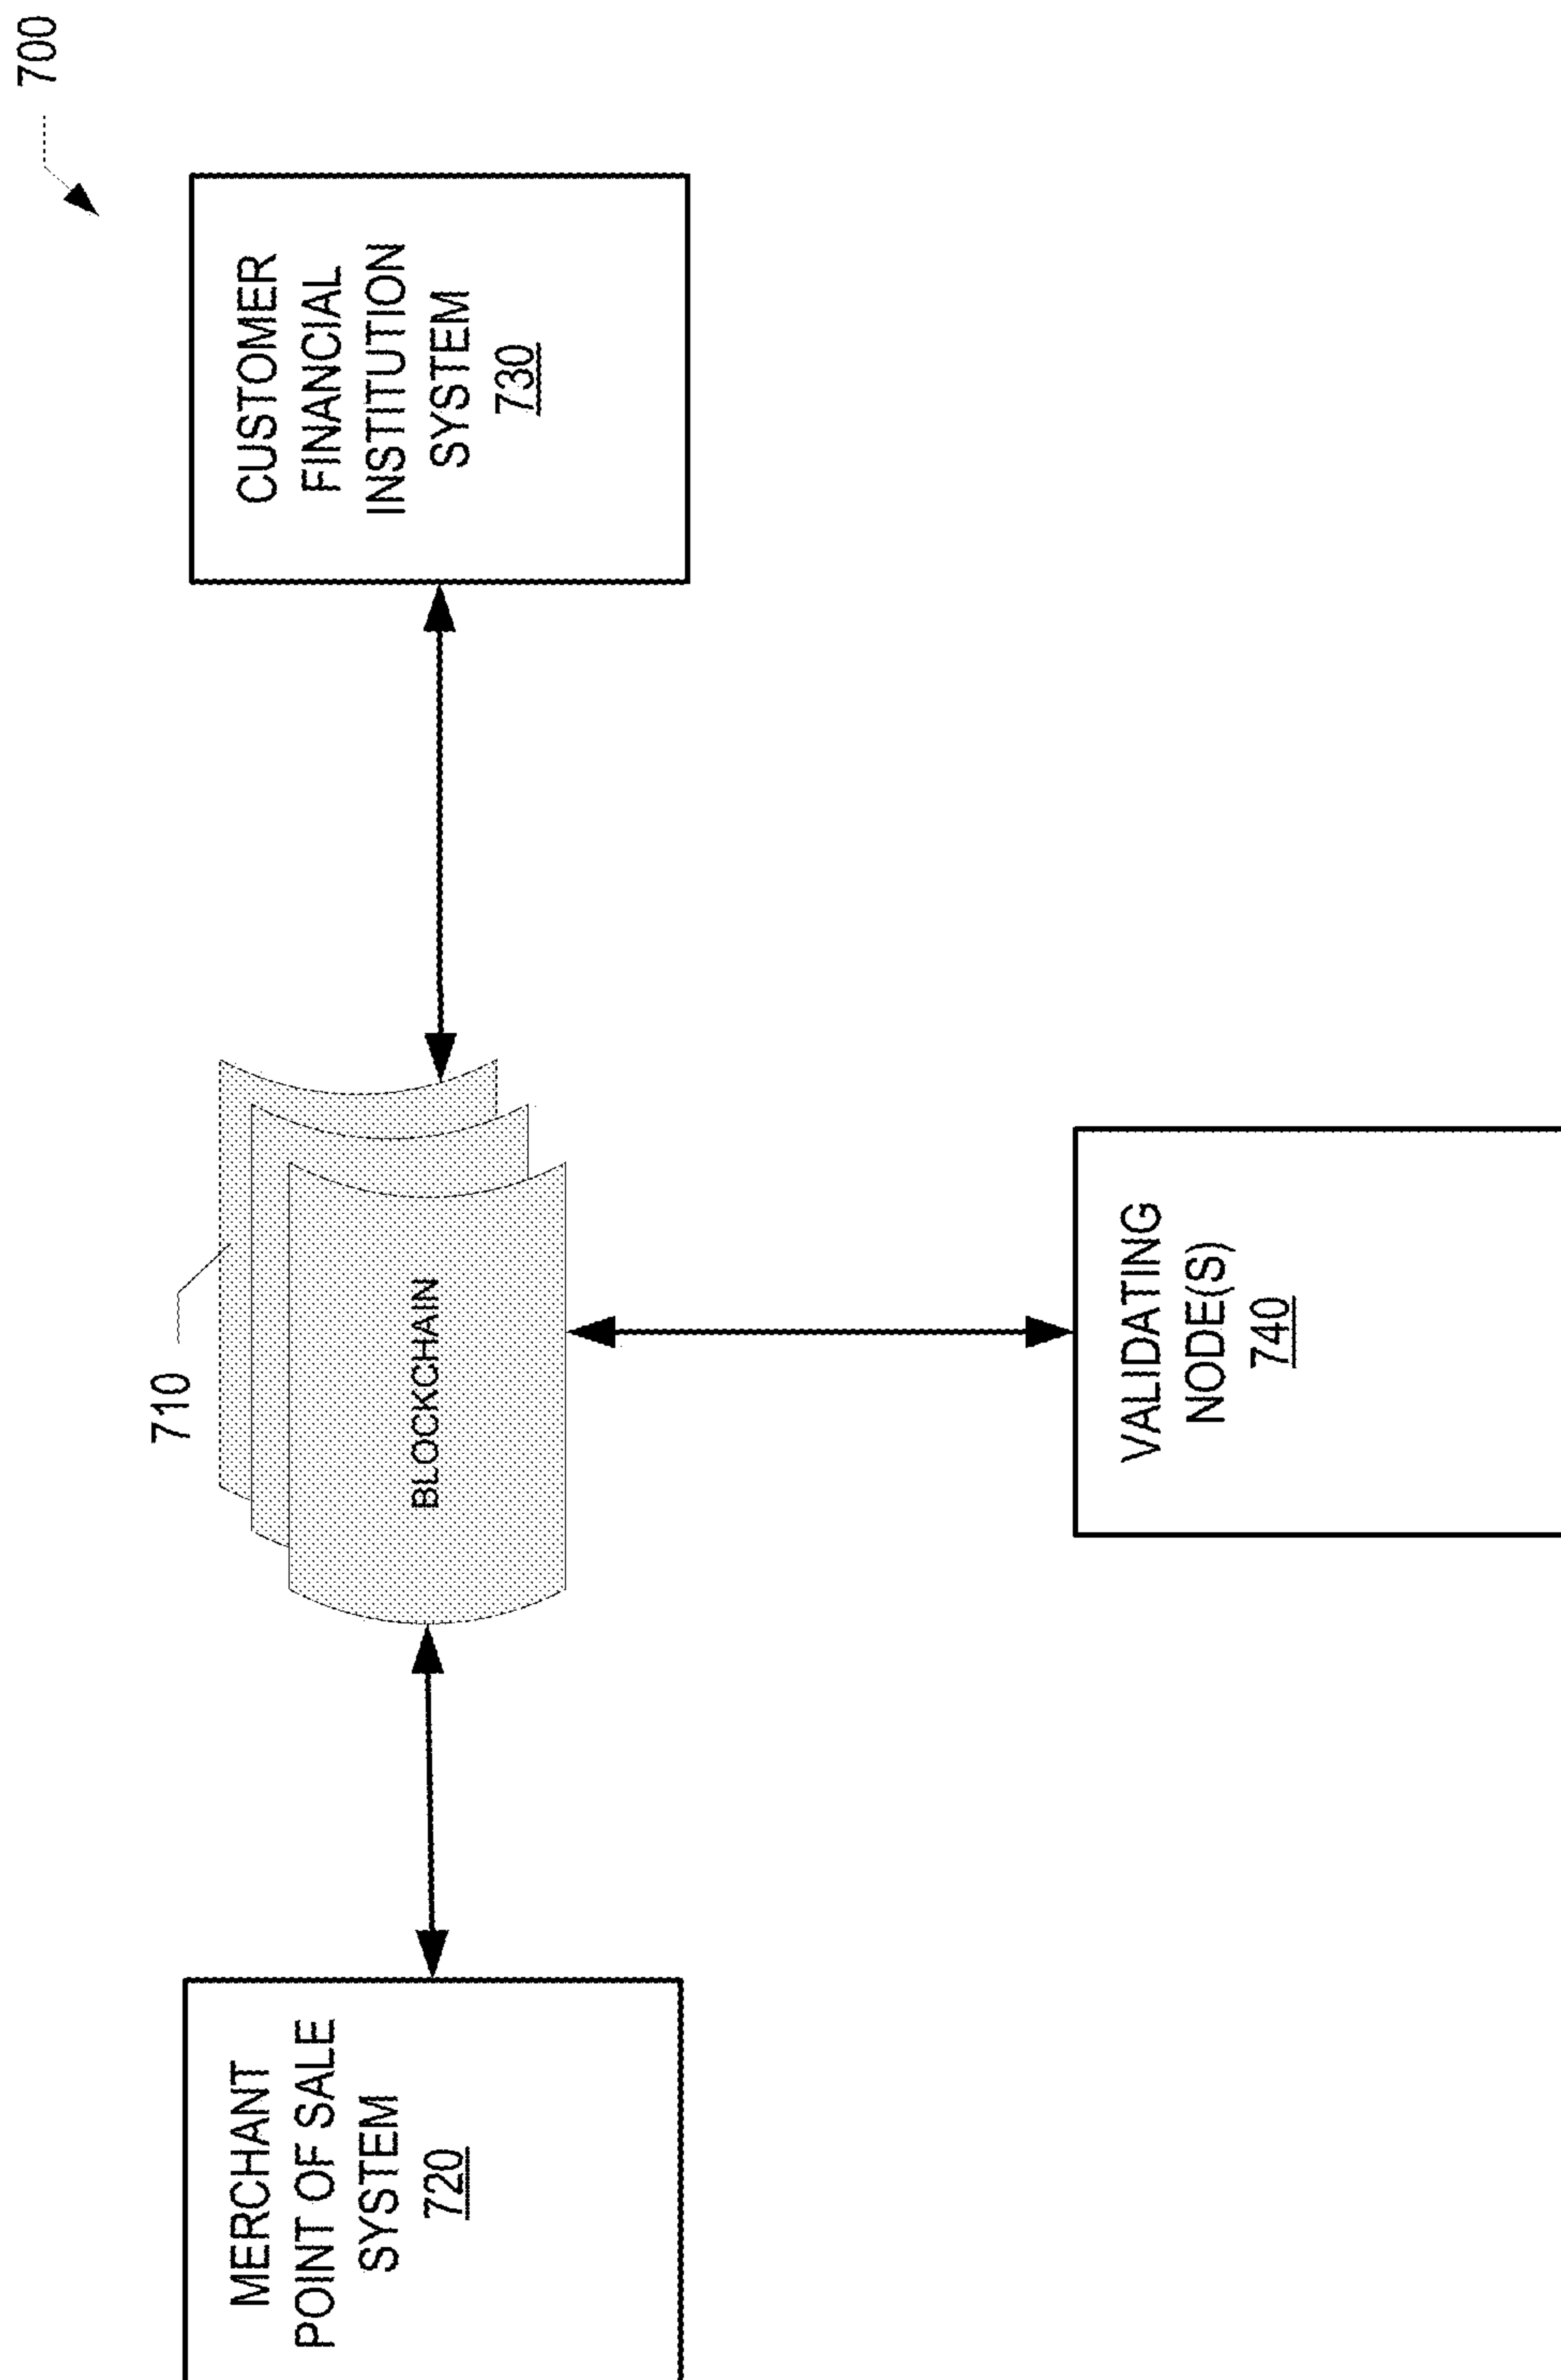 700
710
MERCHANT
POINT OF SALE
SYSTEM
720
BLOCKCHAIN
CUSTOMER
FINANCIAL
INSTITUTION
SYSTEM
730
VALIDATING
NODE(S)
740